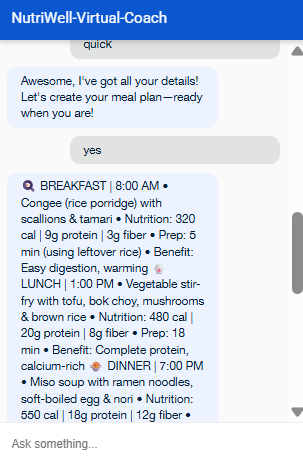 NutriWell-Virtual-Coach
quick
Awesome, I've got all your details!
Let's create your meal plan—ready
when you are!
yes
BREAKFAST | 8:00 AM •
Congee (rice porridge) with
scallions & tamari • Nutrition: 320
cal | 9g protein | 3g fiber • Prep: 5
min (using leftover rice) • Benefit:
Easy digestion, warming
LUNCH | 1:00 PM • Vegetable stir-
fry with tofu, bok choy, mushrooms
& brown rice • Nutrition: 480 cal |
20g protein | 8g fiber • Prep: 18
min • Benefit: Complete protein,
calcium-rich DINNER | 7:00 PM
• Miso soup with ramen noodles,
soft-boiled egg & nori • Nutrition:
550 cal | 18g protein | 12g fiber •
Ask something...